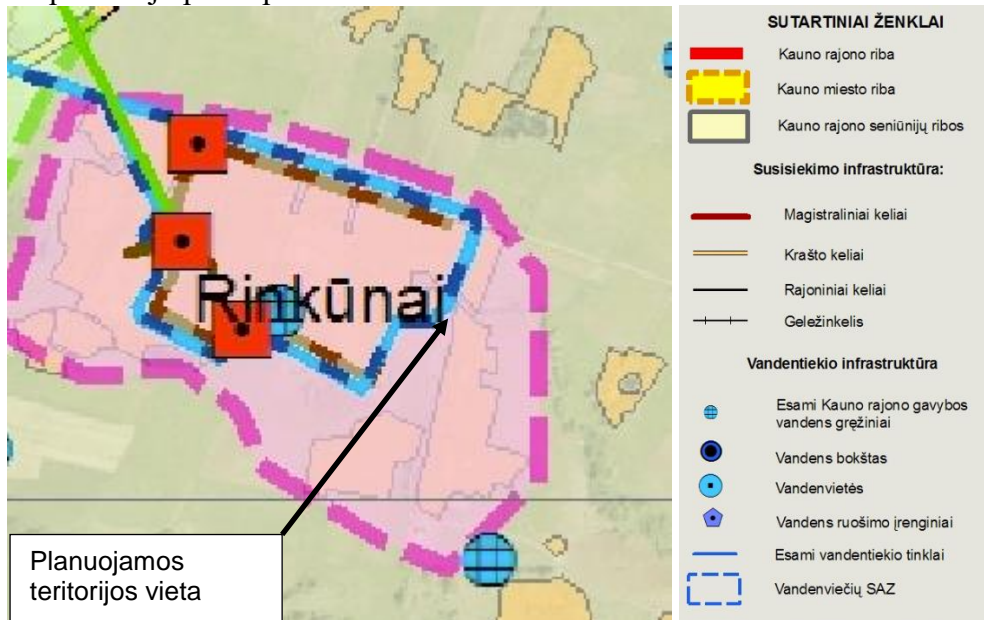 Rinkūnai
Planuojamos
teritorijos vieta
SUTARTINIAI ŽENKLAI
Kauno rajono riba
Kauno miesto riba
Kauno rajono seniūnijų ribos
Susisiekimo infrastruktūra:
Magistraliniai keliai
Krašto keliai
Rajoniniai keliai
Geležinkelis
Vandentiekio infrastruktūra
Esami Kauno rajono gavybos
vandens gręžiniai
Vandens bokštas
Vandenvietės
Vandens ruošimo įrenginiai
Esami vandentiekio tinklai
Vandenviečių SAZ